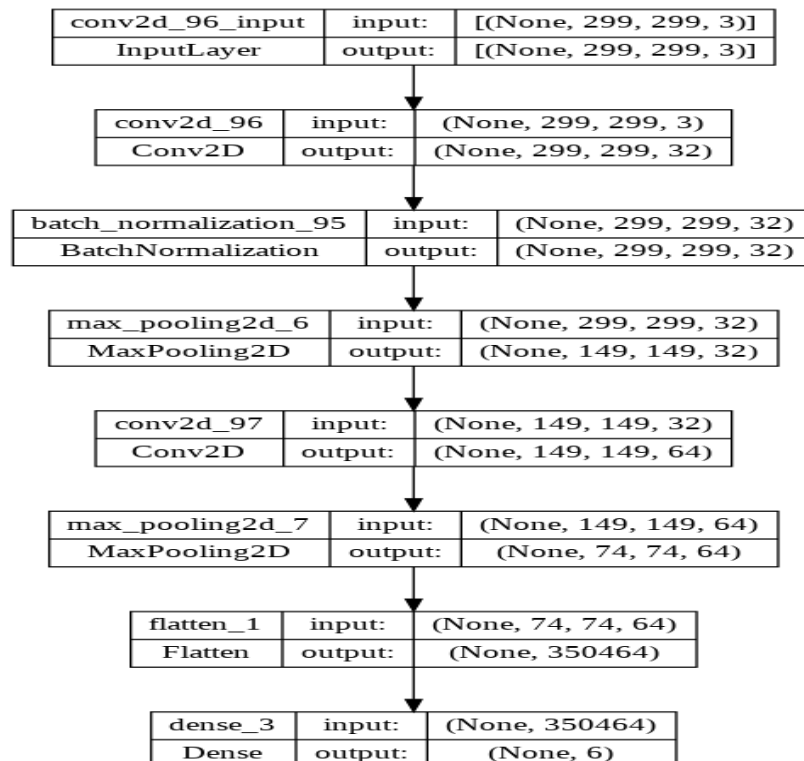 conv2d_96_input input: [(None, 299, 299, 3)]
InputLayer output: [(None, 299, 299, 3)]
conv2d_96 input: (None, 299, 299, 3)
Conv2D output: (None, 299, 299, 32)
batch_normalization_95 input: (None, 299, 299, 32)
BatchNormalization output: (None, 299, 299, 32)
max_pooling2d_6 input: (None, 299, 299, 32)
MaxPooling2D output: (None, 149, 149, 32)
conv2d_97 input: (None, 149, 149, 32)
Conv2D output: (None, 149, 149, 64)
max_pooling2d_7 input: (None, 149, 149, 64)
MaxPooling2D output: (None, 74, 74, 64)
flatten_1 input: (None, 74, 74, 64)
Flatten output: (None, 350464)
dense_3 input: (None, 350464)
Dense output: (None, 6)